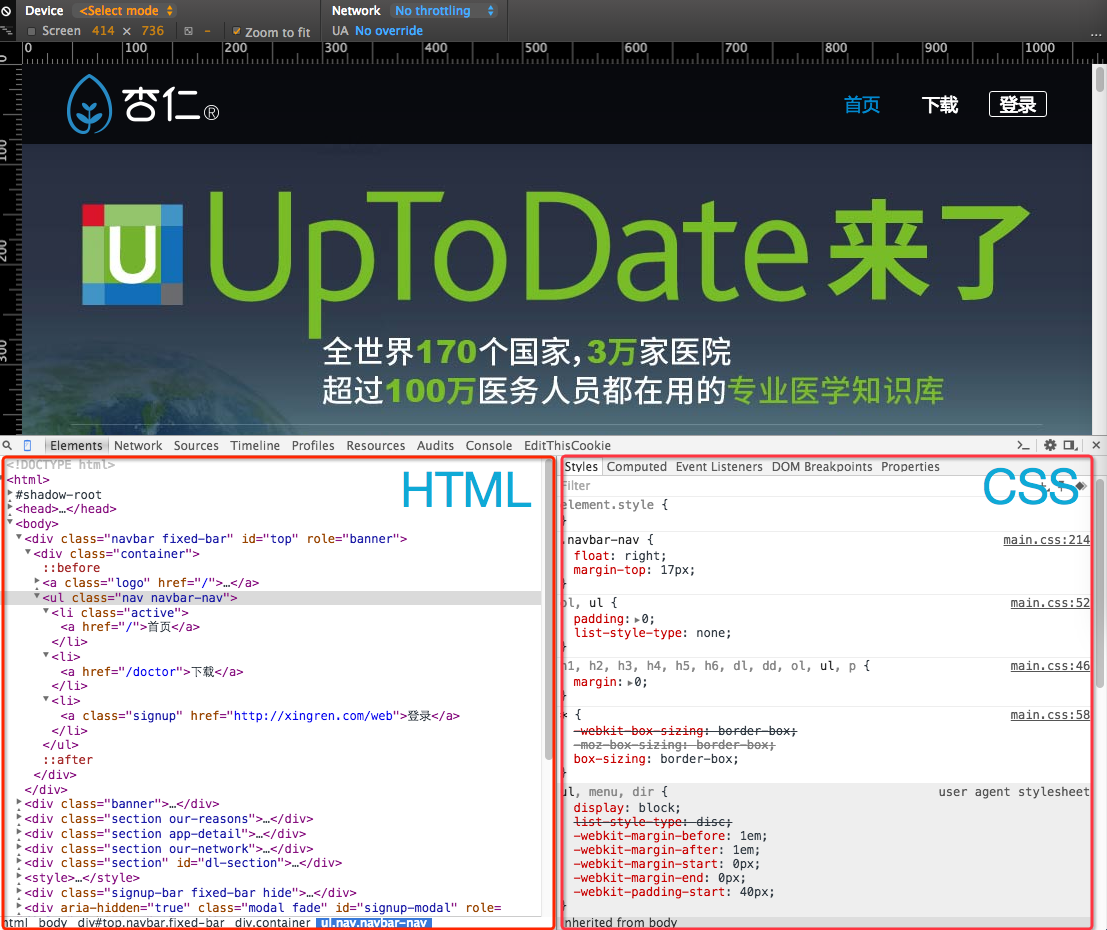 Device <Select mode Network No throttling
Screen 414 × 736 Zoom to fit UA No override
...
0 100 200 300 400 500 600 700 800 900 1000
0
100
200
300
杏仁® 首页 下载 登录
U UpToDate来了
全世界170个国家,3万家医院
超过100万医务人员都在用的专业医学知识库
Elements Network Sources Timeline Profiles Resources Audits Console EditThisCookie
HTML
<!DOCTYPE html>
<html>
#shadow-root
<head>…</head>
<body>
<div class="navbar fixed-bar" id="top" role="banner">
<div class="container">
::before
<a class="logo" href="/">…</a>
<ul class="nav navbar-nav">
<li class="active">
<a href="/">首页</a>
</li>
<li>
<a href="/doctor">下载</a>
</li>
<li>
<a class="signup" href="http://xingren.com/web">登录</a>
</li>
</ul>
::after
</div>
</div>
<div class="banner">…</div>
<div class="section our-reasons">…</div>
<div class="section app-detail">…</div>
<div class="section our-network">…</div>
<div class="section" id="dl-section">…</div>
<style>…</style>
<div class="signup-bar fixed-bar hide">…</div>
<div aria-hidden="true" class="modal fade" id="signup-modal" role=
html body div#top.navbar.fixed-bar div.container ul.nav.navbar-nav
Styles Computed Event Listeners DOM Breakpoints Properties
CSS
Filter
element.style {
}
.navbar-nav { main.css:214
float: right;
margin-top: 17px;
}
ol, ul { main.css:52
padding: 0;
list-style-type: none;
}
h1, h2, h3, h4, h5, h6, dl, dd, ol, ul, p { main.css:46
margin: 0;
}
* { main.css:58
-webkit-box-sizing: border-box;
-moz-box-sizing: border-box;
box-sizing: border-box;
}
ul, menu, dir { user agent stylesheet
display: block;
list-style-type: disc;
-webkit-margin-before: 1em;
-webkit-margin-after: 1em;
-webkit-margin-start: 0px;
-webkit-margin-end: 0px;
-webkit-padding-start: 40px;
}
Inherited from body